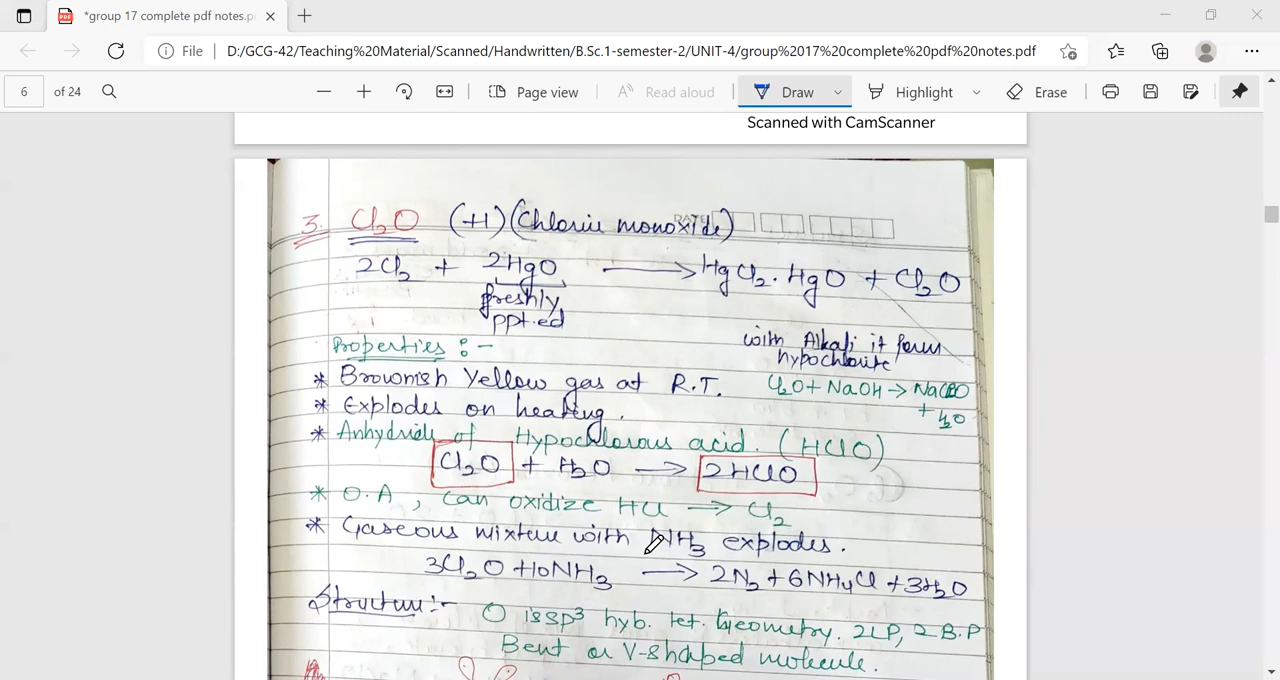 *group 17 complete pdf notes.p
File
D:/GCG-42/Teaching%20Material/Scanned/Handwritten/B.Sc.1-semester-2/UNIT-4/group%2017%20complete%20pdf%20notes.pdf
6 of 24
Page view
Read aloud
Draw
Highlight
Erase
Scanned with CamScanner
DATE
3. Cl2O (+1) (Chlorine monoxide)
2Cl2 + 2HgO ⟶ HgCl2·HgO + Cl2O
freshly
ppt.ed
with Alkali it form
hypochlorite
Properties :-
* Brownish Yellow gas at R.T.
Cl2O + NaOH → NaClO
+ H2O
* Explodes on heating.
* Anhydride of Hypochlorous acid. (HClO)
Cl2O + H2O ⟶ 2HClO
* O.A, can oxidize HCl ⟶ Cl2
* Gaseous mixture with NH3 explodes.
3Cl2O + 10NH3 ⟶ 2N2 + 6NH4Cl + 3H2O
Structure:- O is sp3 hyb. tet. Geometry. 2LP, 2 B.P
Bent or V-shaped molecule.